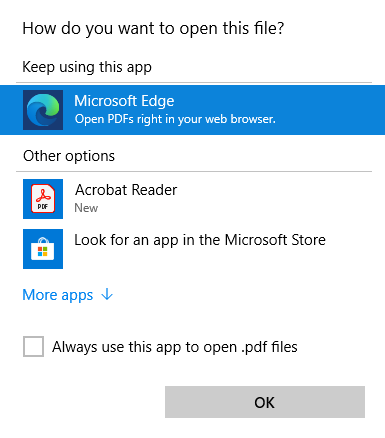 How do you want to open this file?
Keep using this app
Microsoft Edge
Open PDFs right in your web browser.
Other options
PDF
Acrobat Reader
New
Look for an app in the Microsoft Store
More apps ↓
Always use this app to open .pdf files
OK